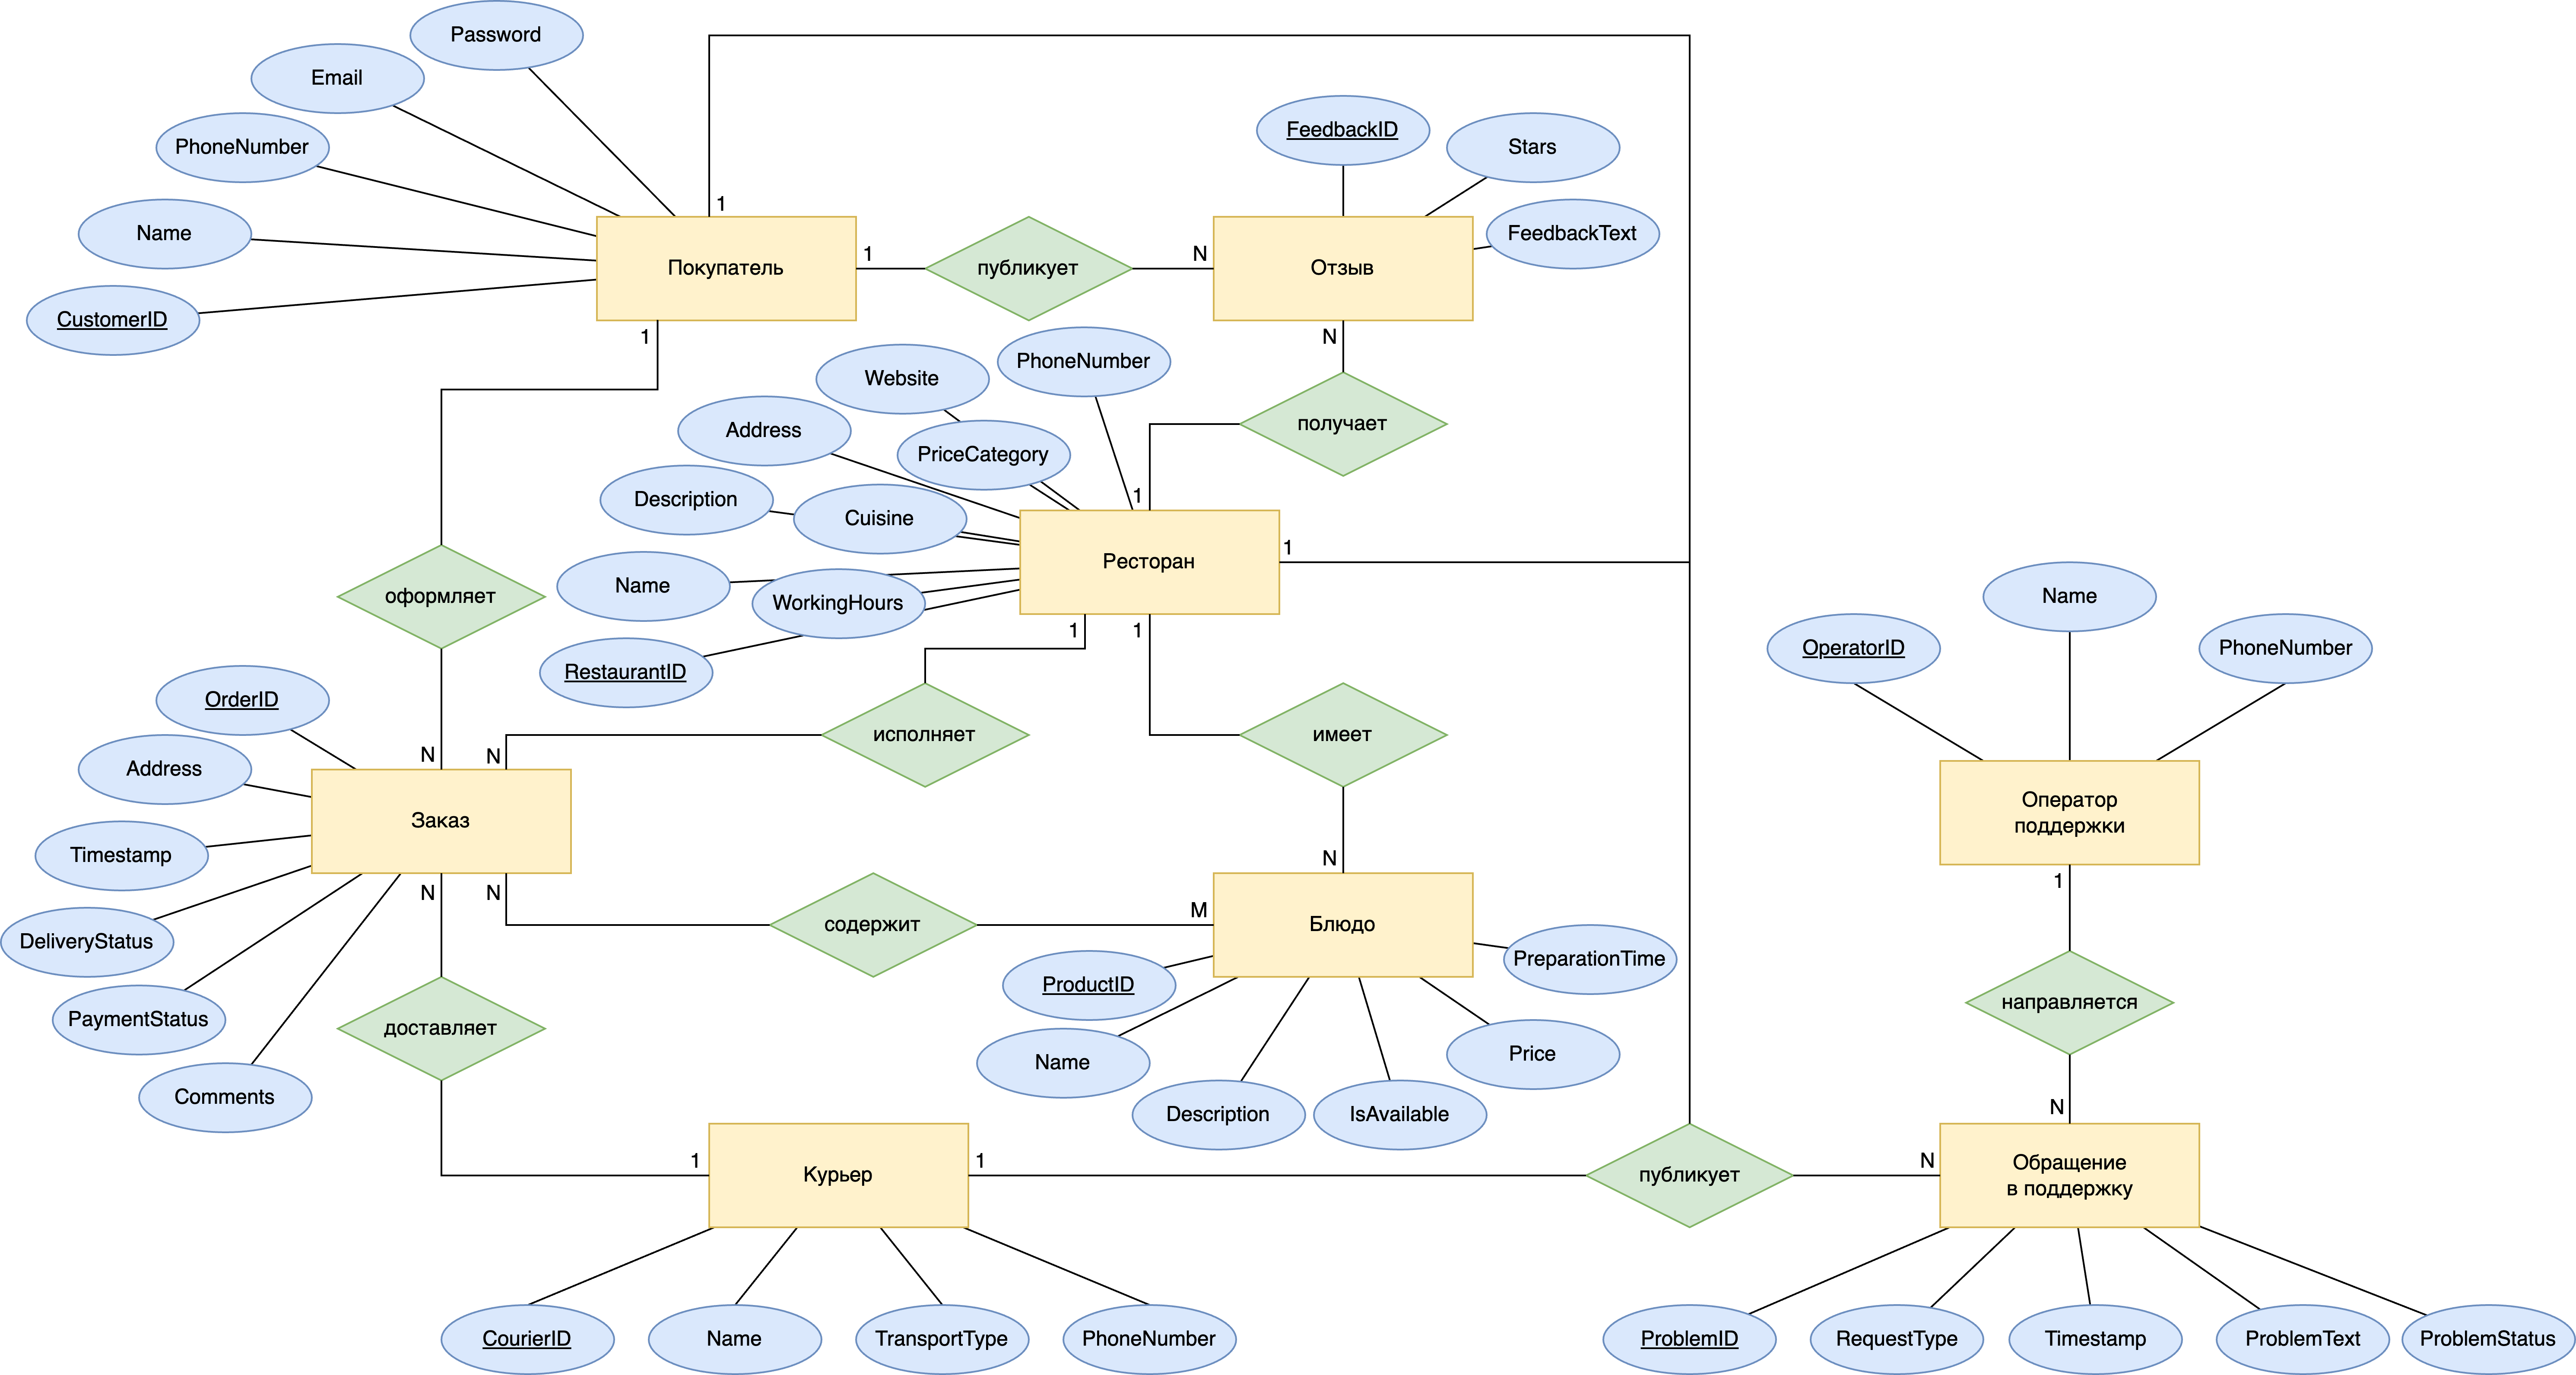 Password
Email
PhoneNumber
Name
CustomerID
1
Покупатель
1
публикует
N
Отзыв
FeedbackID
Stars
FeedbackText
1
N
получает
PhoneNumber
Website
Address
PriceCategory
Description
Cuisine
Name
WorkingHours
RestaurantID
1
Ресторан
1
1
1
оформляет
N
N
исполняет
имеет
N
OrderID
Address
Timestamp
DeliveryStatus
PaymentStatus
Comments
Заказ
N
N
содержит
M
Блюдо
ProductID
Name
Description
IsAvailable
Price
PreparationTime
доставляет
1
Курьер
1
CourierID
Name
TransportType
PhoneNumber
публикует
N
OperatorID
Name
PhoneNumber
Оператор
поддержки
1
направляется
N
Обращение
в поддержку
ProblemID
RequestType
Timestamp
ProblemText
ProblemStatus